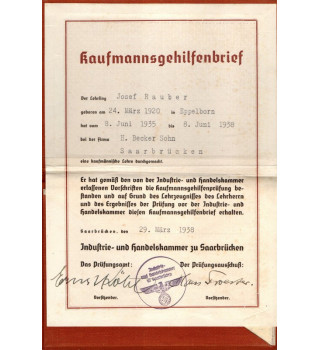 Kaufmannsgehilfenbrief
Der Lehrling Josef Rauber
geboren am 24. März 1920 in Eppelborn
hat vom 8. Juni 1935 bis 8. Juni 1938
bei der Firma D. Becker Sohn
Saarbrücken
eine kaufmännische Lehre durchgemacht.
Er hat gemäß den von der Industrie- und Handelskammer
erlassenen Vorschriften die Kaufmannsgehilfenprüfung be-
standen und auf Grund des Lehrzeugnisses des Lehrherrn
und des Ergebnisses der Prüfung vor der Industrie- und
Handelskammer diesen Kaufmannsgehilfenbrief erhalten.
Saarbrücken, den 29. März 1938
Industrie- und Handelskammer zu Saarbrücken
Das Prüfungsamt: Der Prüfungsausschuß:
Vorsitzender. Vorsitzender.